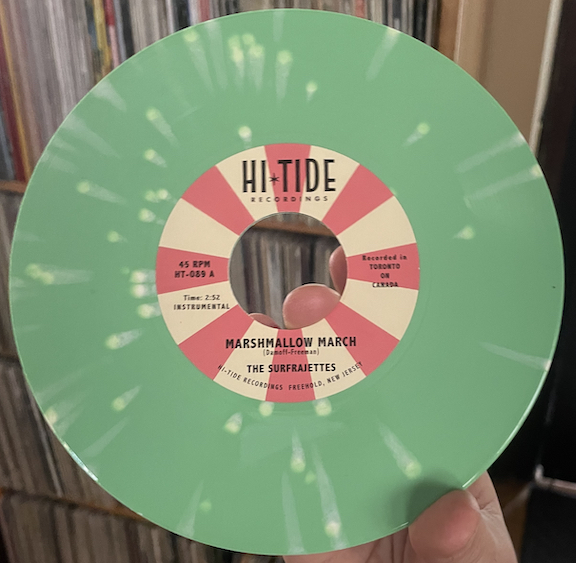 HI*TIDE
RECORDINGS
45 RPM
HT-089 A
Time: 2:52
INSTRUMENTAL
Recorded in
TORONTO
ON
CANADA
MARSHMALLOW MARCH
(Damoff-Freeman)
THE SURFRAJETTES
HI-TIDE RECORDINGS FREEHOLD, NEW JERSEY